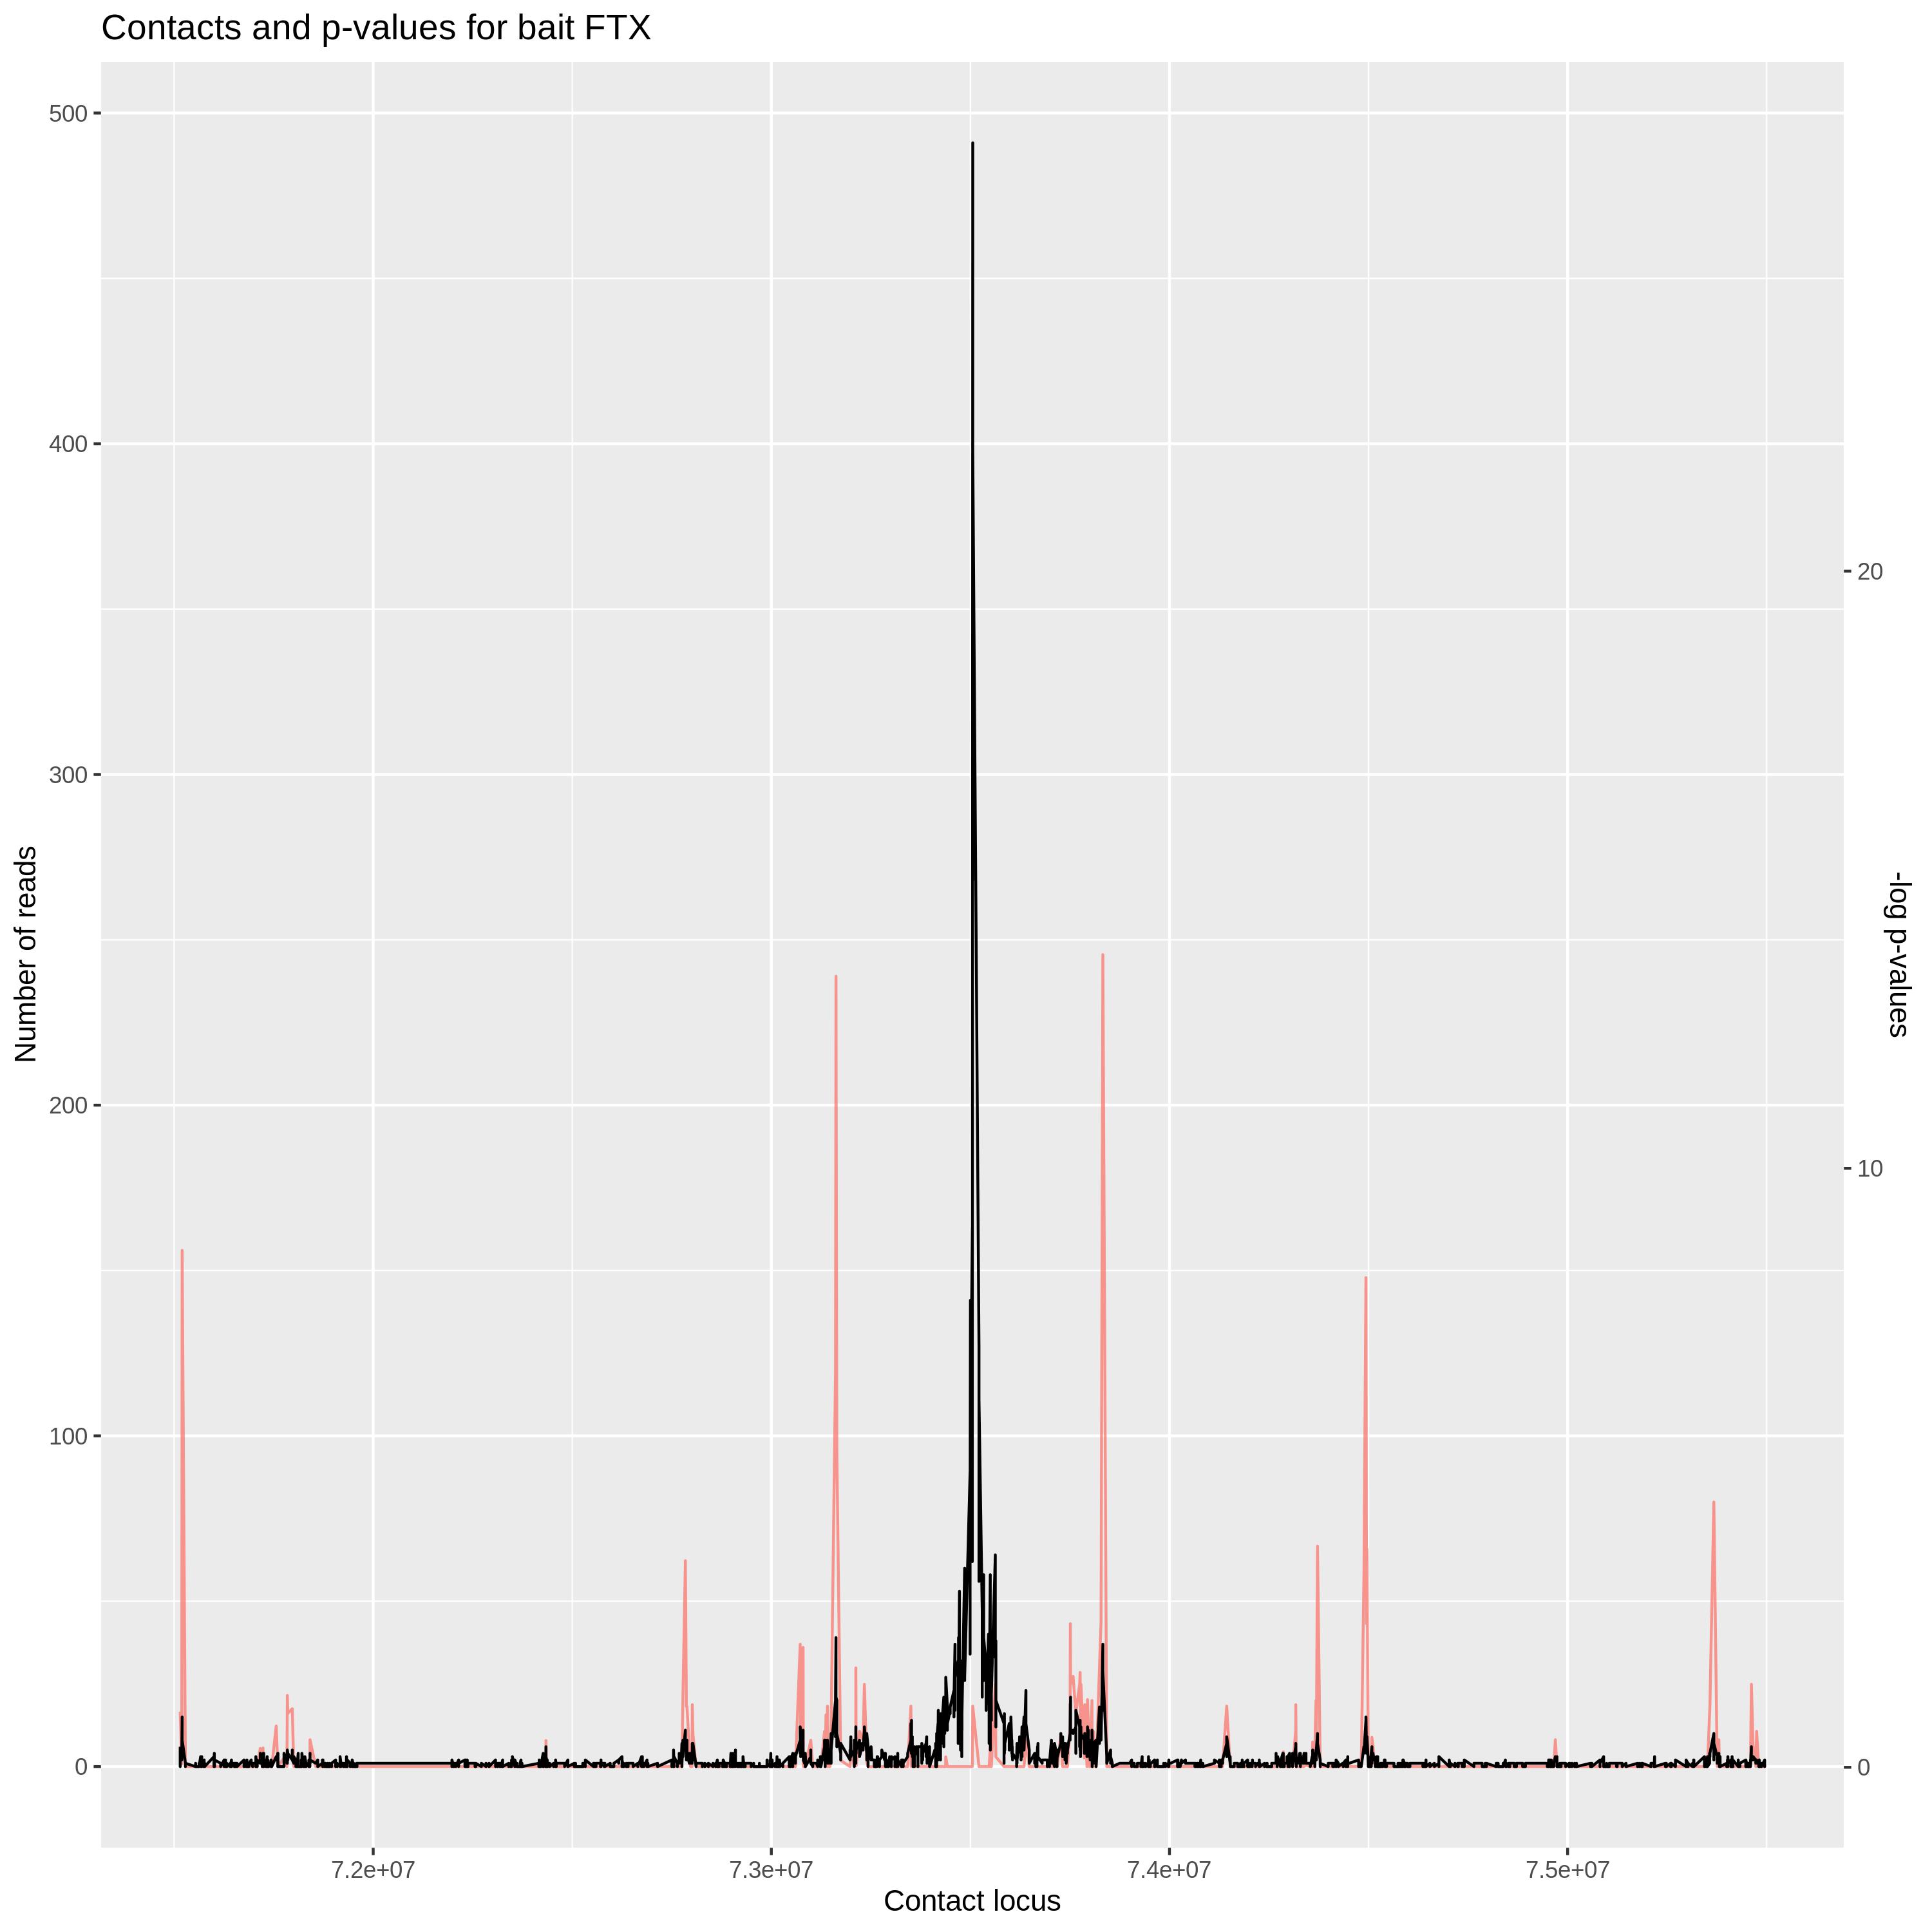 Contacts and p-values for bait FTX
500
400
300
200
100
0
Number of reads
20
10
0
-log p-values
7.2e+07
7.3e+07
7.4e+07
7.5e+07
Contact locus